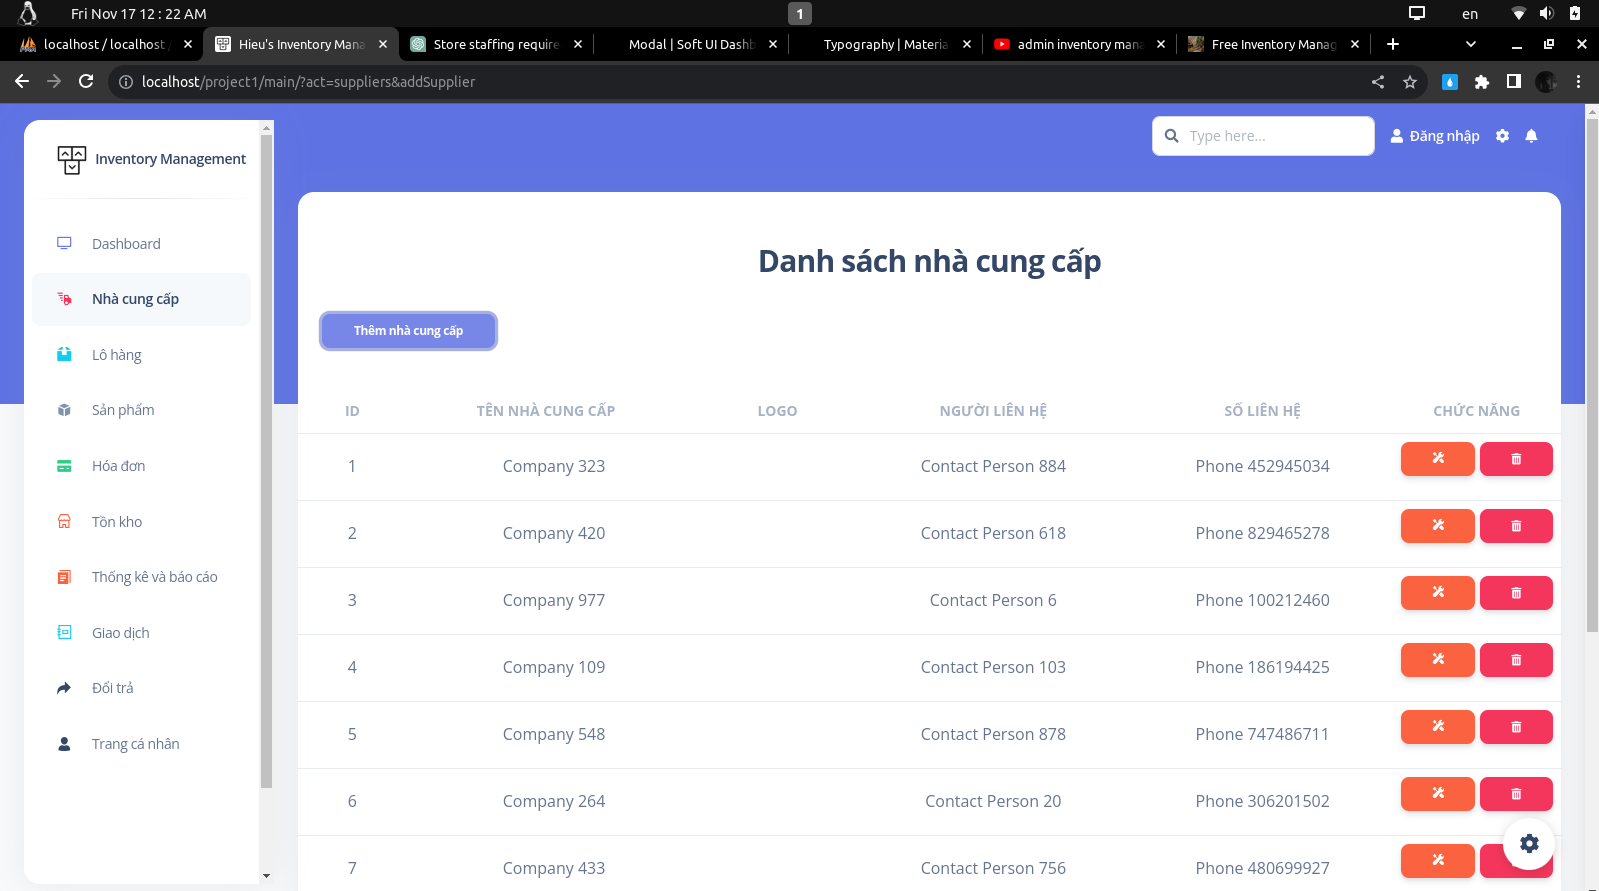 Fri Nov 17 12 : 22 AM
1
en
localhost / localhost /
Hieu's Inventory Mana
Store staffing require
Modal | Soft UI Dashb
Typography | Materia
admin inventory mana
Free Inventory Manag
localhost/project1/main/?act=suppliers&addSupplier
Inventory Management
Type here...
Đăng nhập
Dashboard
Nhà cung cấp
Lô hàng
Sản phẩm
Hóa đơn
Tồn kho
Thống kê và báo cáo
Giao dịch
Đổi trả
Trang cá nhân
Danh sách nhà cung cấp
Thêm nhà cung cấp
ID TÊN NHÀ CUNG CẤP LOGO NGƯỜI LIÊN HỆ SỐ LIÊN HỆ CHỨC NĂNG
1 Company 323 Contact Person 884 Phone 452945034
2 Company 420 Contact Person 618 Phone 829465278
3 Company 977 Contact Person 6 Phone 100212460
4 Company 109 Contact Person 103 Phone 186194425
5 Company 548 Contact Person 878 Phone 747486711
6 Company 264 Contact Person 20 Phone 306201502
7 Company 433 Contact Person 756 Phone 480699927